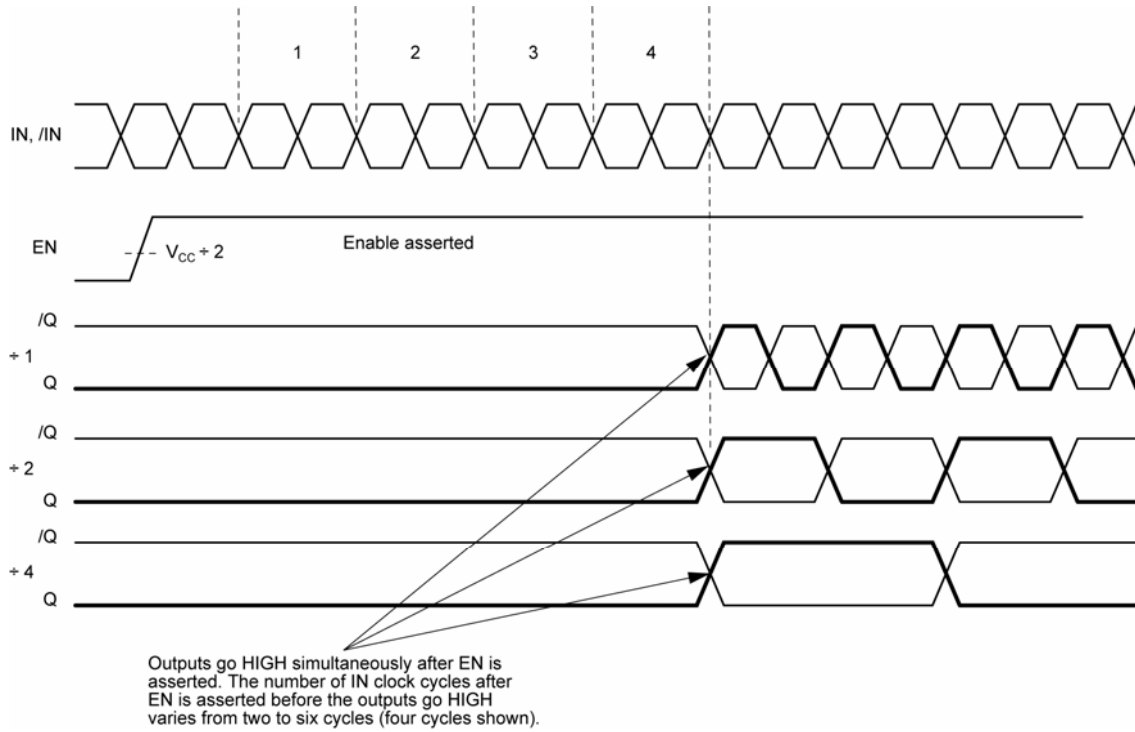 1 2 3 4
IN, /IN
EN
V_CC ÷ 2
Enable asserted
/Q
÷ 1
Q
/Q
÷ 2
Q
/Q
÷ 4
Q
Outputs go HIGH simultaneously after EN is
asserted. The number of IN clock cycles after
EN is asserted before the outputs go HIGH
varies from two to six cycles (four cycles shown).